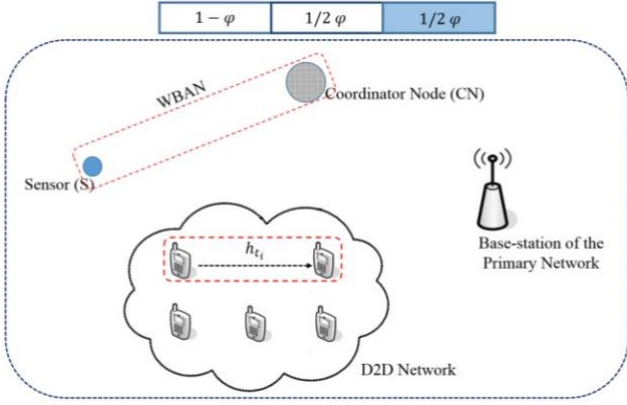 1 − φ 1/2 φ 1/2 φ
WBAN
Coordinator Node (CN)
Sensor (S)
Base-station of the
Primary Network
h_{t_i}
D2D Network